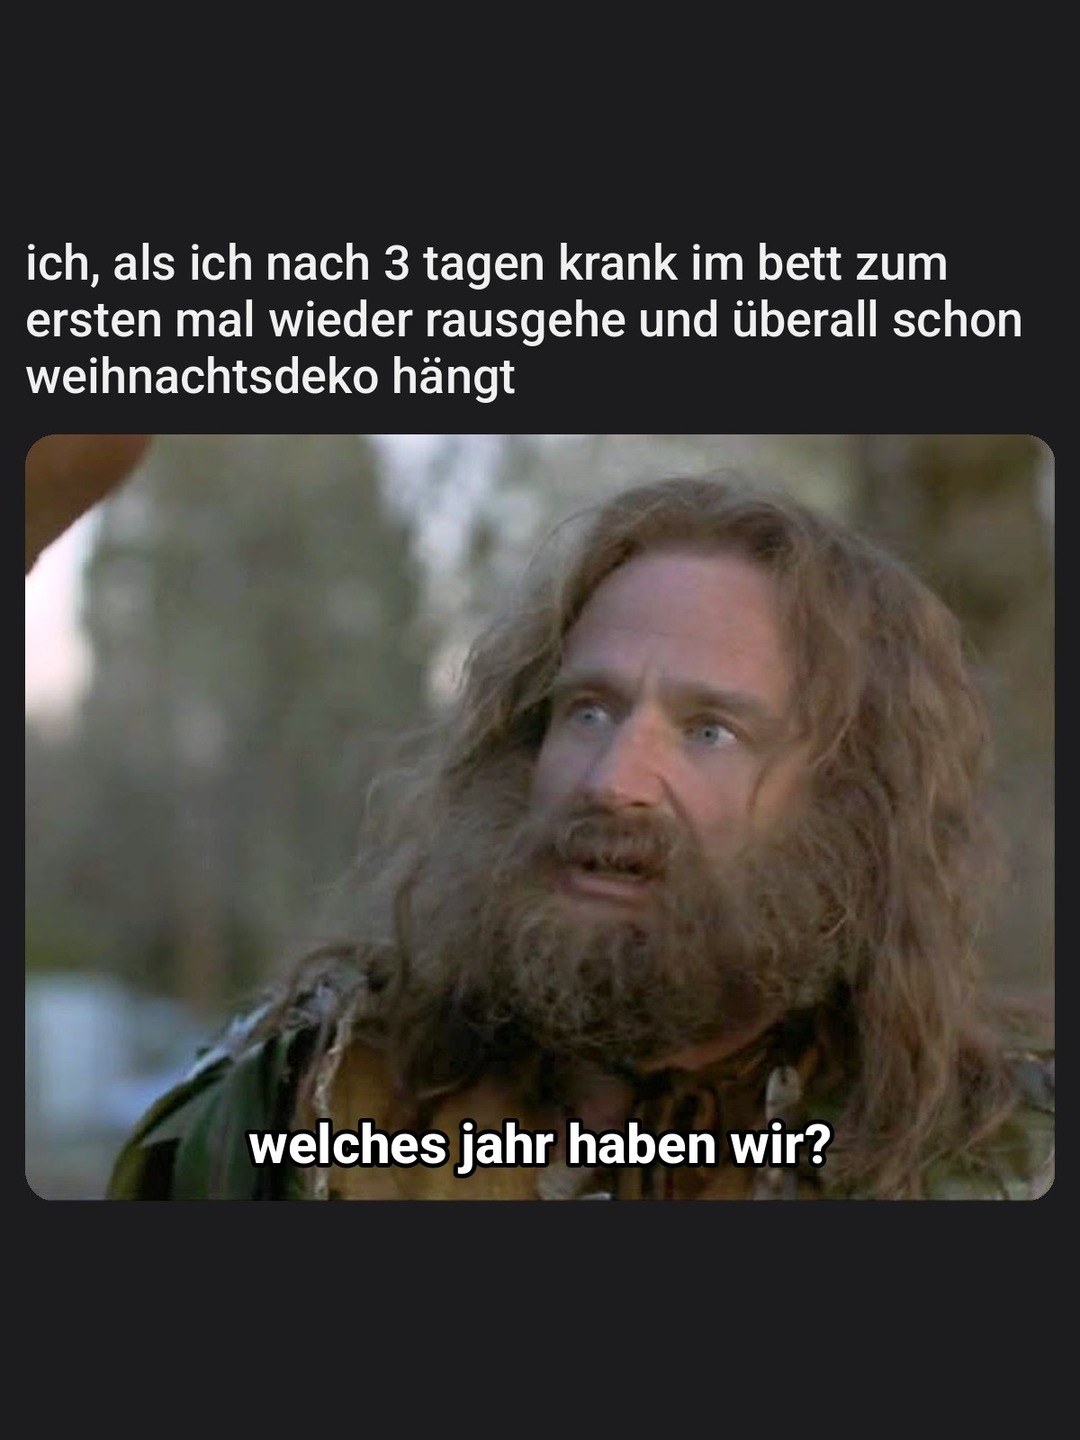 ich, als ich nach 3 tagen krank im bett zum
ersten mal wieder rausgehe und überall schon
weihnachtsdeko hängt
welches jahr haben wir?